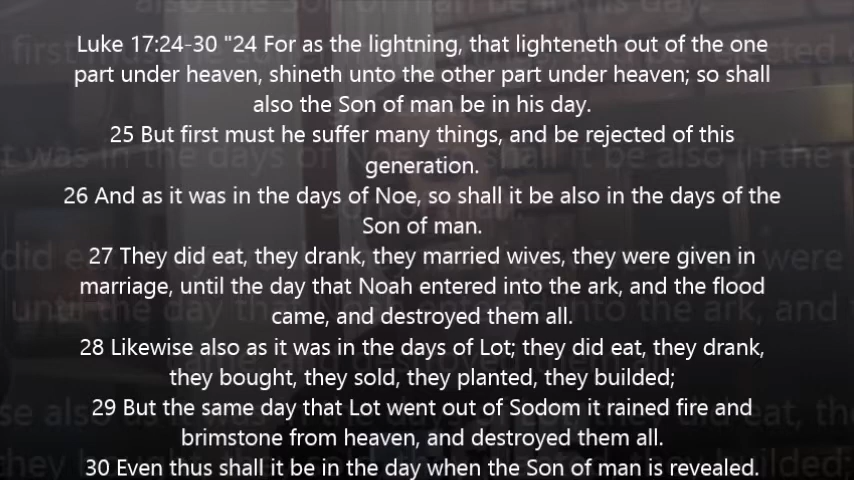 Luke 17:24-30 "24 For as the lightning, that lighteneth out of the one
part under heaven, shineth unto the other part under heaven; so shall
also the Son of man be in his day.
25 But first must he suffer many things, and be rejected of this
generation.
26 And as it was in the days of Noe, so shall it be also in the days of the
Son of man.
27 They did eat, they drank, they married wives, they were given in
marriage, until the day that Noah entered into the ark, and the flood
came, and destroyed them all.
28 Likewise also as it was in the days of Lot; they did eat, they drank,
they bought, they sold, they planted, they builded;
29 But the same day that Lot went out of Sodom it rained fire and
brimstone from heaven, and destroyed them all.
30 Even thus shall it be in the day when the Son of man is revealed.